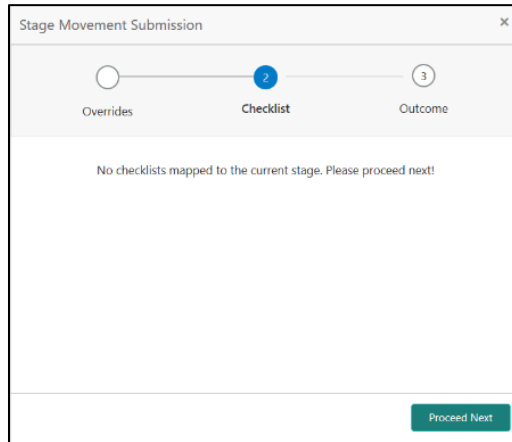 Stage Movement Submission ×
2 3
Overrides Checklist Outcome
No checklists mapped to the current stage. Please proceed next!
Proceed Next